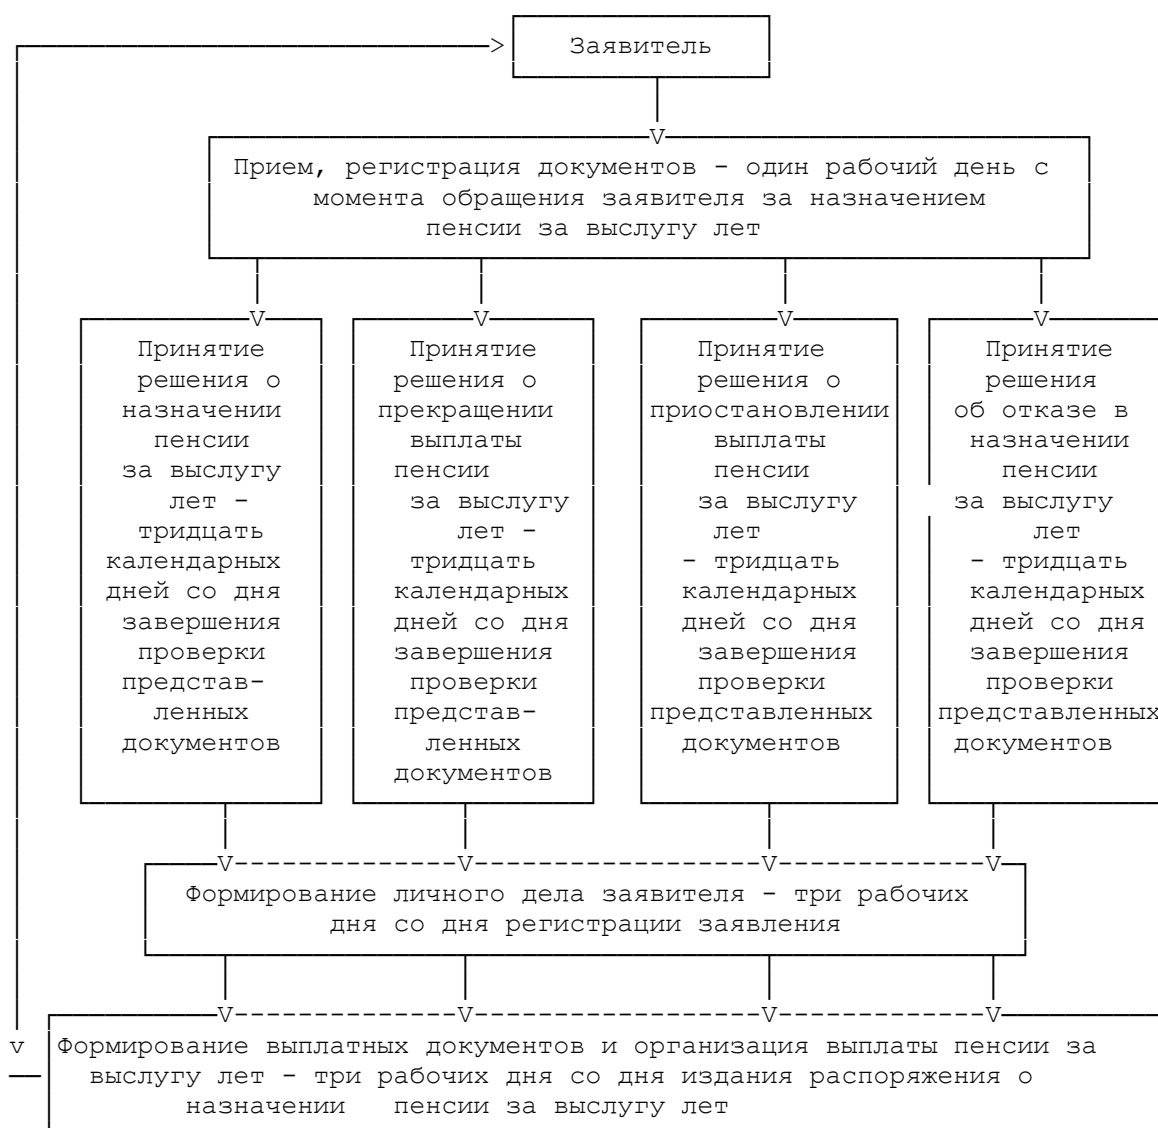 Заявитель
Прием, регистрация документов - один рабочий день с
момента обращения заявителя за назначением
пенсии за выслугу лет
Принятие
решения о
назначении
пенсии
за выслугу
лет -
тридцать
календарных
дней со дня
завершения
проверки
представ-
ленных
документов
Принятие
решения о
прекращении
выплаты
пенсии
за выслугу
лет -
тридцать
календарных
дней со дня
завершения
проверки
представ-
ленных
документов
Принятие
решения о
приостановлении
выплаты
пенсии
за выслугу
лет
- тридцать
календарных
дней со дня
завершения
проверки
представленных
документов
Принятие
решения
об отказе в
назначении
пенсии
за выслугу
лет
- тридцать
календарных
дней со дня
завершения
проверки
представленных
документов
Формирование личного дела заявителя - три рабочих
дня со дня регистрации заявления
Формирование выплатных документов и организация выплаты пенсии за
выслугу лет - три рабочих дня со дня издания распоряжения о
назначении пенсии за выслугу лет